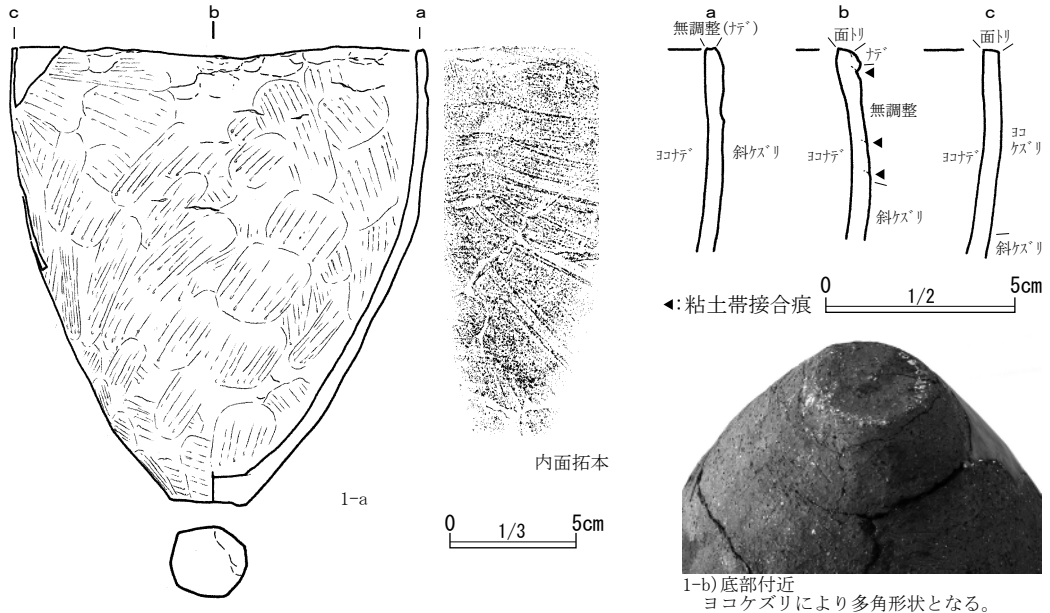 c b a
内面拓本
1-a
0 1/3 5cm
a b c
無調整(ﾅﾃﾞ) 面ﾄﾘ 面ﾄﾘ
ﾅﾃﾞ
無調整
ﾖｺﾅﾃﾞ 斜ｹｽﾞﾘ ﾖｺﾅﾃﾞ ﾖｺﾅﾃﾞ ﾖｺ
ｹｽﾞﾘ
斜ｹｽﾞﾘ
斜ｹｽﾞﾘ
◀:粘土帯接合痕 0 1/2 5cm
1-b)底部付近
ヨコケズリにより多角形状となる。